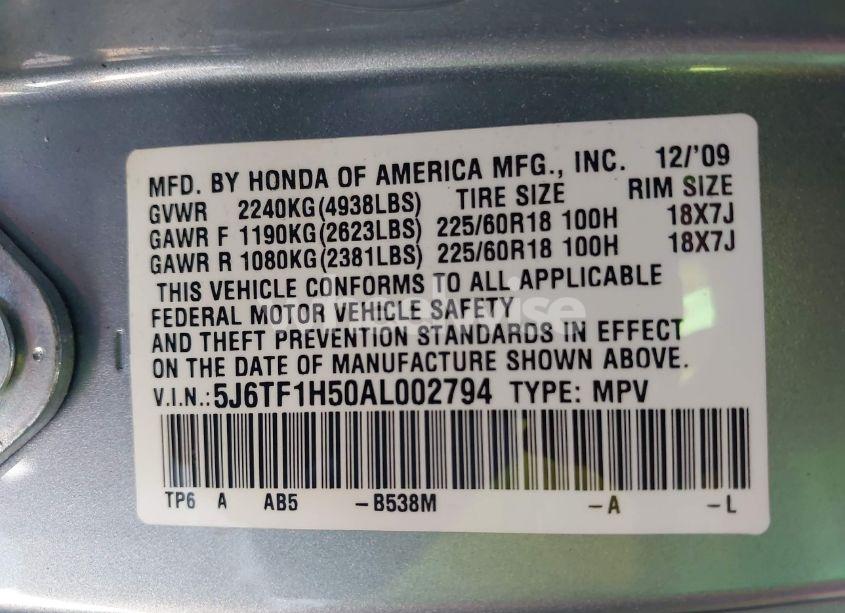 MFD. BY HONDA OF AMERICA MFG., INC. 12/'09
GVWR 2240KG(4938LBS) TIRE SIZE RIM SIZE
GAWR F 1190KG(2623LBS) 225/60R18 100H 18X7J
GAWR R 1080KG(2381LBS) 225/60R18 100H 18X7J
THIS VEHICLE CONFORMS TO ALL APPLICABLE
FEDERAL MOTOR VEHICLE SAFETY
AND THEFT PREVENTION STANDARDS IN EFFECT
ON THE DATE OF MANUFACTURE SHOWN ABOVE.
V.I.N.:5J6TF1H50AL002794 TYPE: MPV
TP6 A AB5 -B538M -A -L